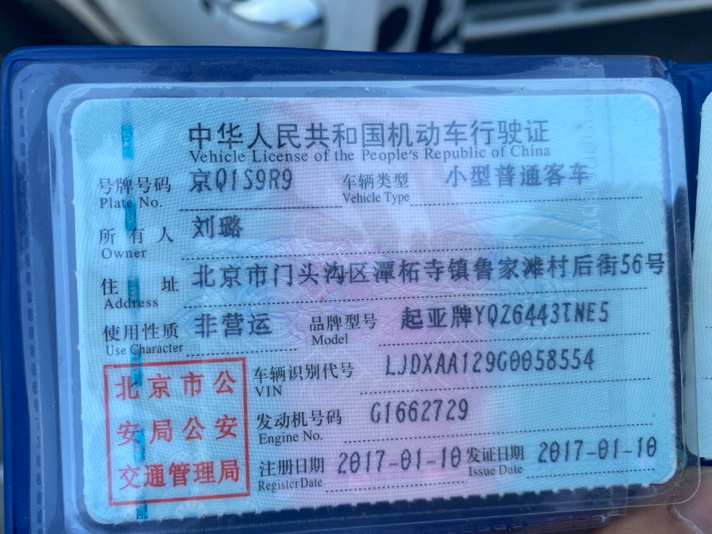 中华人民共和国机动车行驶证
Vehicle License of the People's Republic of China
号牌号码 京Q1S9R9 车辆类型 小型普通客车
Plate No. Vehicle Type
所有人 刘璐
Owner
住址 北京市门头沟区潭柘寺镇鲁家滩村后街56号
Address
使用性质 非营运 品牌型号 起亚牌YQZ6443TNE5
Use Character Model
北京市公
安局公安
交通管理局
车辆识别代号 LJDXAA129G0058554
VIN
发动机号码 G1662729
Engine No.
注册日期 2017-01-10 发证日期 2017-01-10
Register Date Issue Date